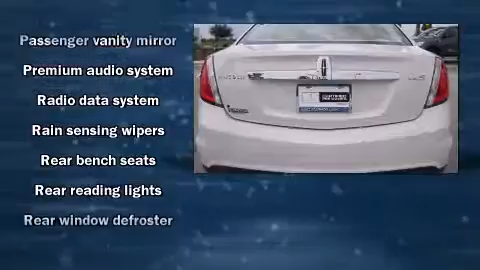 Passenger vanity mirror
Premium audio system
Radio data system
Rain sensing wipers
Rear bench seats
Rear reading lights
Rear window defroster